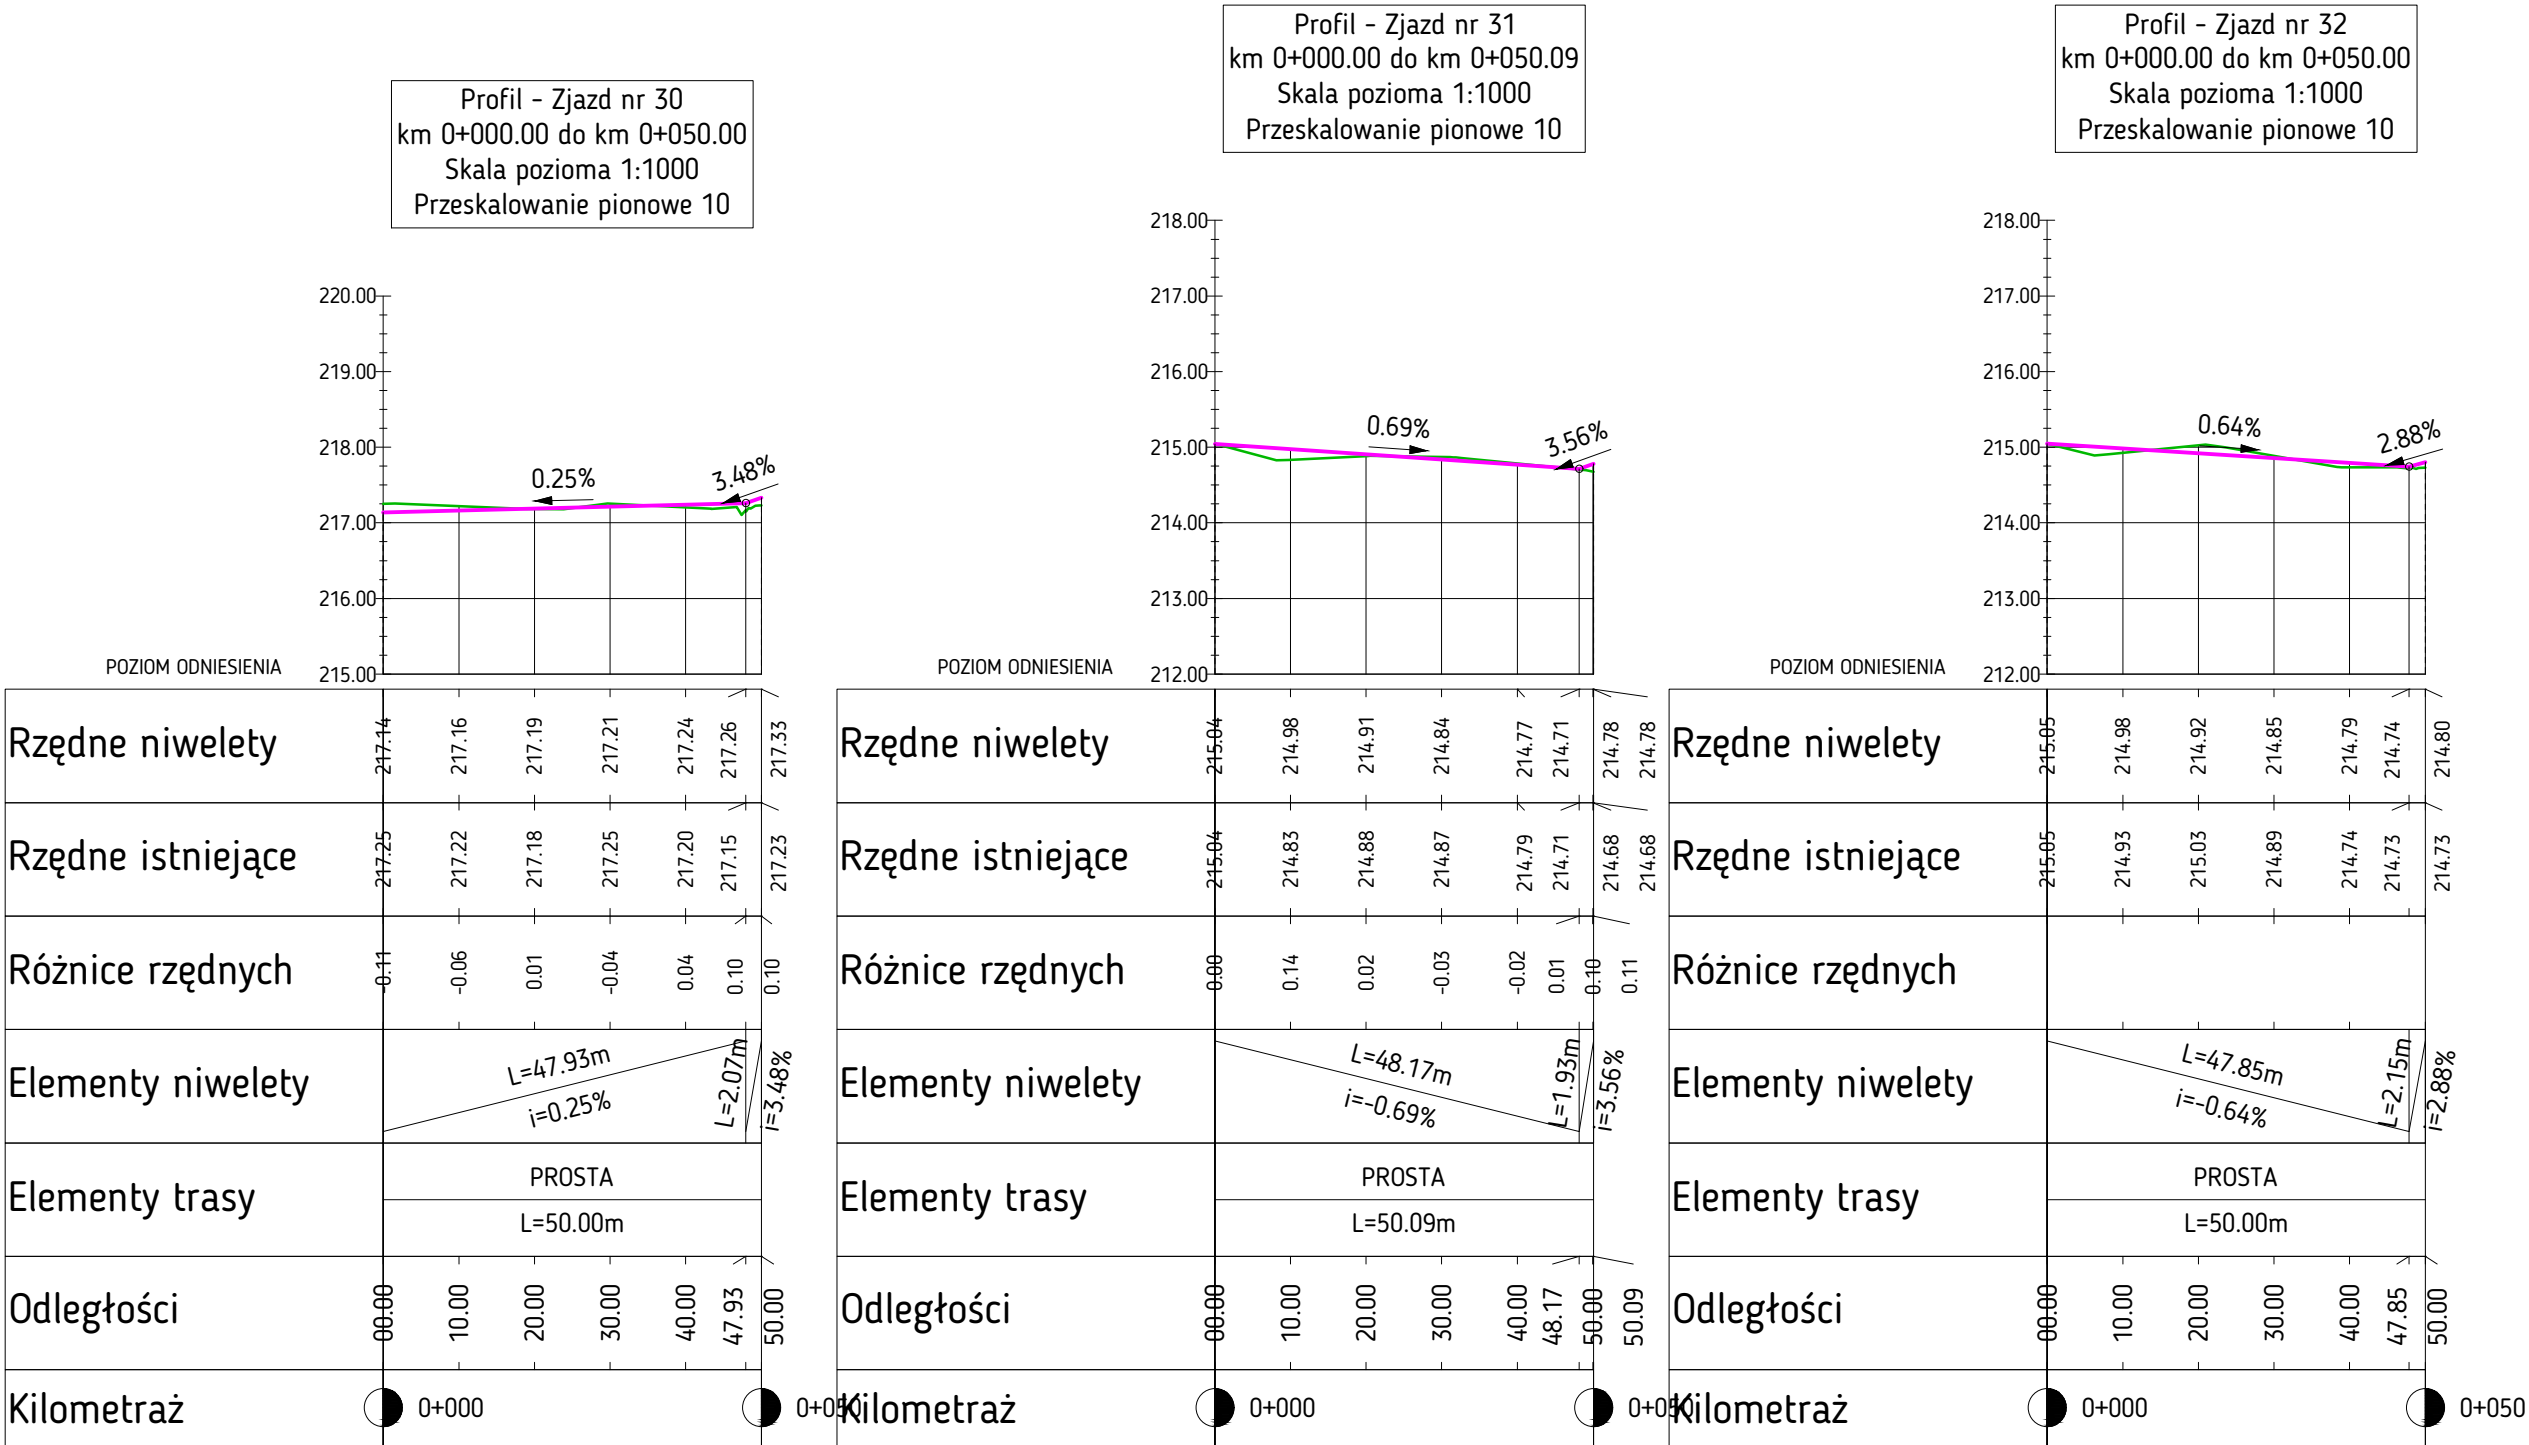 Profil - Zjazd nr 30
km 0+000.00 do km 0+050.00
Skala pozioma 1:1000
Przeskalowanie pionowe 10
220.00
219.00
218.00
217.00
216.00
215.00
0.25%
3.48%
POZIOM ODNIESIENIA
Rzędne niwelety
217.14 217.16 217.19 217.21 217.24 217.26 217.33
Rzędne istniejące
217.25 217.22 217.18 217.25 217.20 217.15 217.23
Różnice rzędnych
-0.11 -0.06 0.01 -0.04 0.04 0.10 0.10
Elementy niwelety
L=47.93m
i=0.25%
L=2.07m
i=3.48%
Elementy trasy
PROSTA
L=50.00m
Odległości
00.00 10.00 20.00 30.00 40.00 47.93 50.00
Kilometraż
0+000 0+050
Profil - Zjazd nr 31
km 0+000.00 do km 0+050.09
Skala pozioma 1:1000
Przeskalowanie pionowe 10
218.00
217.00
216.00
215.00
214.00
213.00
212.00
0.69%
3.56%
POZIOM ODNIESIENIA
Rzędne niwelety
215.04 214.98 214.91 214.84 214.77 214.71 214.78 214.78
Rzędne istniejące
215.04 214.83 214.88 214.87 214.79 214.71 214.68 214.68
Różnice rzędnych
0.00 0.14 0.02 -0.03 -0.02 0.01 0.10 0.11
Elementy niwelety
L=48.17m
i=-0.69%
L=1.93m
i=3.56%
Elementy trasy
PROSTA
L=50.09m
Odległości
00.00 10.00 20.00 30.00 40.00 48.17 50.00 50.09
Kilometraż
0+000 0+050
Profil - Zjazd nr 32
km 0+000.00 do km 0+050.00
Skala pozioma 1:1000
Przeskalowanie pionowe 10
218.00
217.00
216.00
215.00
214.00
213.00
212.00
0.64%
2.88%
POZIOM ODNIESIENIA
Rzędne niwelety
215.05 214.98 214.92 214.85 214.79 214.74 214.80
Rzędne istniejące
215.05 214.93 215.03 214.89 214.74 214.73 214.73
Różnice rzędnych
Elementy niwelety
L=47.85m
i=-0.64%
L=2.15m
i=2.88%
Elementy trasy
PROSTA
L=50.00m
Odległości
00.00 10.00 20.00 30.00 40.00 47.85 50.00
Kilometraż
0+000 0+050